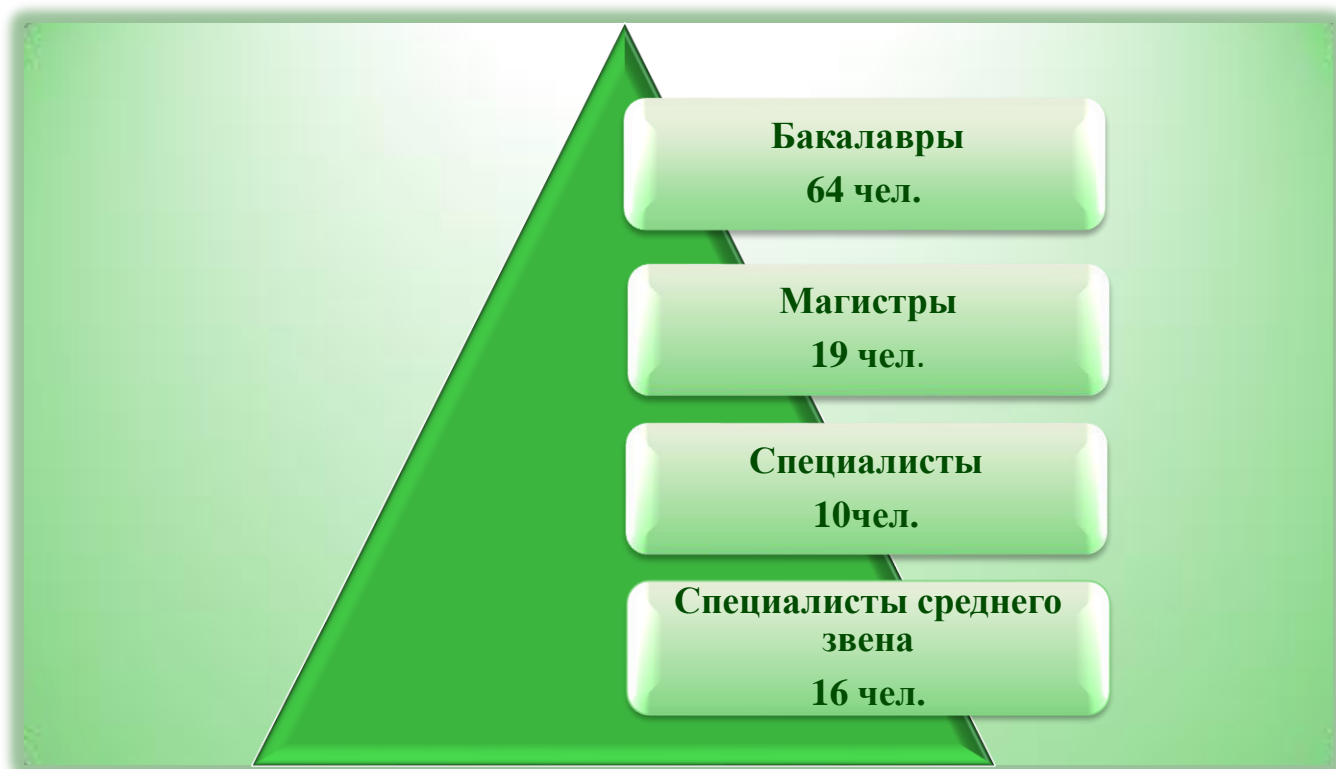 Бакалавры
64 чел.
Магистры
19 чел.
Специалисты
10чел.
Специалисты среднего
звена
16 чел.